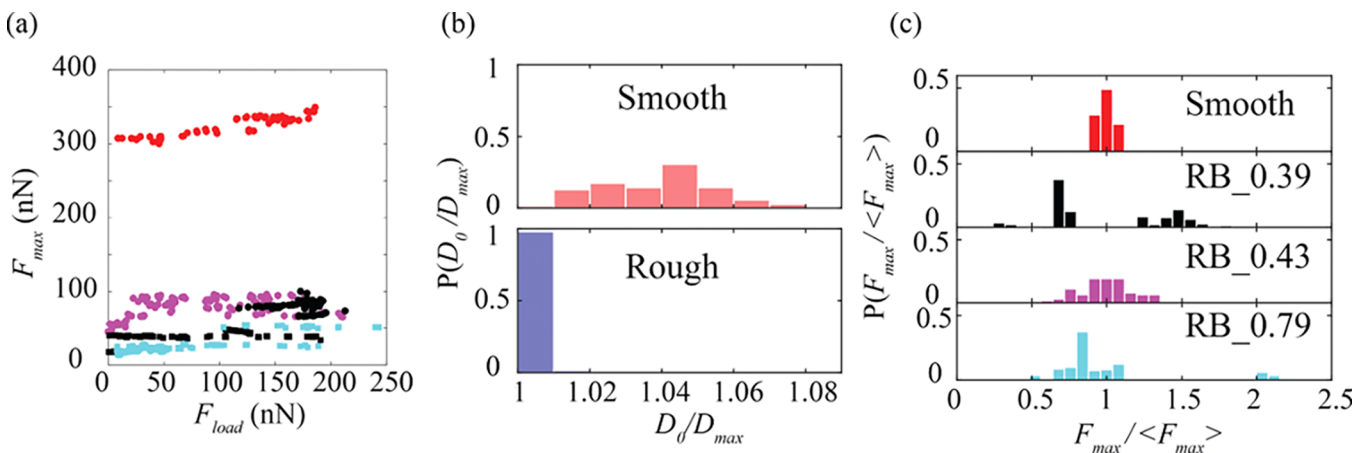 (a)
400
300
200
100
0
F_max (nN)
0 50 100 150 200 250
F_load (nN)
(b)
1
0.5
0
Smooth
1
0.5
0
Rough
P(D_0/D_max)
1 1.02 1.04 1.06 1.08
D_0/D_max
(c)
0.5
0
Smooth
0.5
0
RB_0.39
0.5
0
RB_0.43
0.5
0
RB_0.79
P(F_max/<F_max>)
0 0.5 1 1.5 2 2.5
F_max/<F_max>